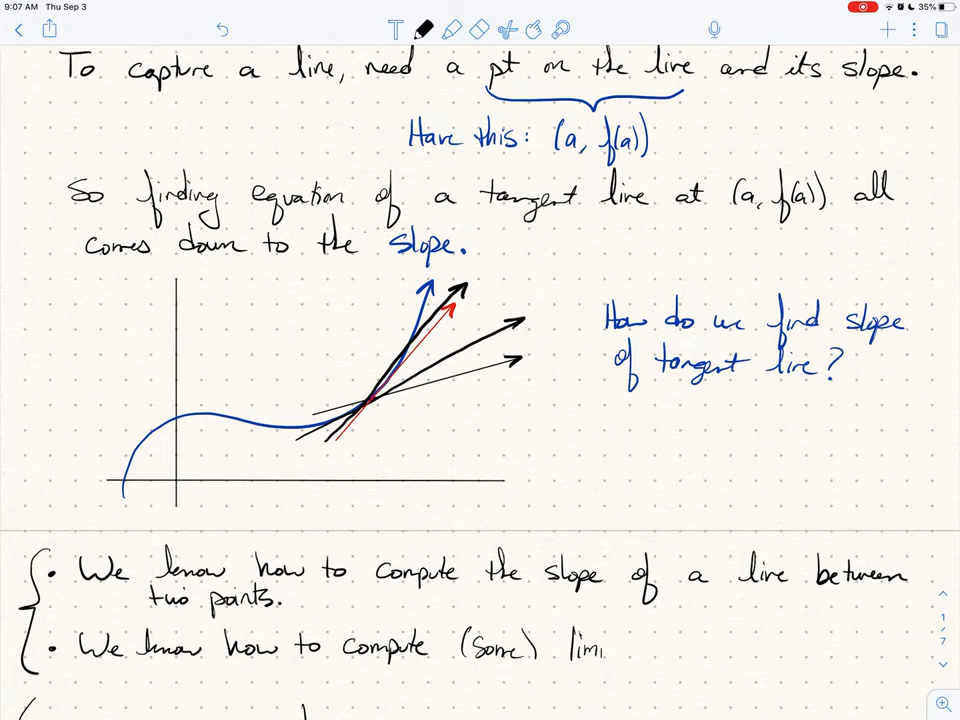 9:07 AM Thu Sep 3
35%
To capture a line, need a pt on the line and its slope.
Have this: (a, f(a))
So finding equation of a tangent line at (a, f(a)) all
comes down to the slope.
How do we find slope
of tangent line?
• We know how to compute the slope of a line between
two points.
• We know how to compute (some) limi
1
/
7